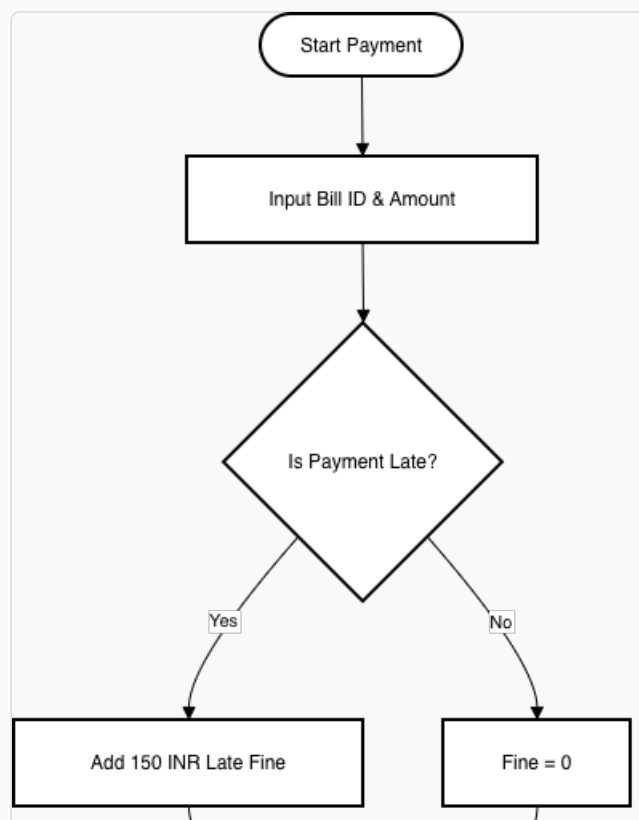 Start Payment
Input Bill ID & Amount
Is Payment Late?
Yes
No
Add 150 INR Late Fine
Fine = 0